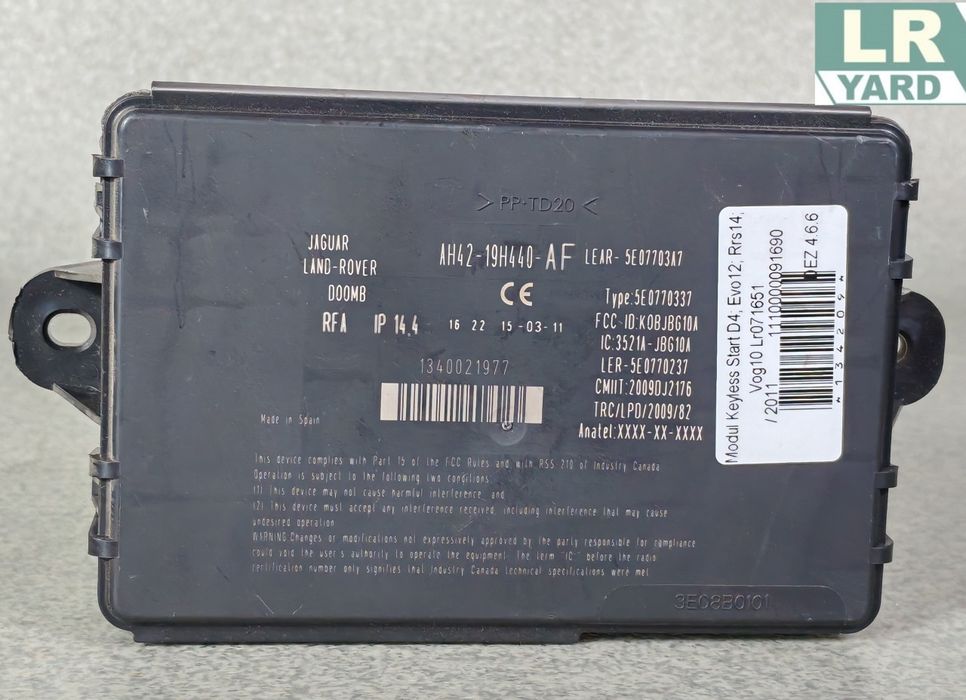 LR
YARD
> PP-TD20 <
JAGUAR
LAND-ROVER
DOOMB
RFA IP 14.4
AH42-19H440-AF LEAR- 5E07703A7
CE
16 22 15-03-11
1340021977
Made in Spain
Type:5E0770337
FCC-ID:KOBJBG10A
IC:3521A-JBG10A
LER-5E0770237
CMIIT:2009DJ2176
TRC/LPD/2009/82
Anatel:XXXX-XX-XXXX
This device complies with Part 15 of the FCC Rules and with RSS 210 of Industry Canada
Operation is subject to the following two conditions
(1) This device may not cause harmful interference, and
(2) This device must accept any interference received, including interference that may cause
undesired operation
WARNING:Changes or modifications not expressively approved by the party responsible for compliance
could void the user's authority to operate the equipment. The term "IC:" before the radio
certification number only signifies that Industry Canada technical specifications were met
3EC8B0101
Modul Keyless Start D4; Evo12; Rrs14;
Vog10 Lr071651
/ 2011 1110000091690
DEZ 4.6.6
*134209*